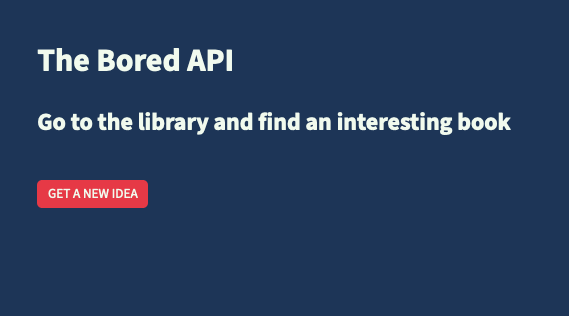 The Bored API
Go to the library and find an interesting book
GET A NEW IDEA